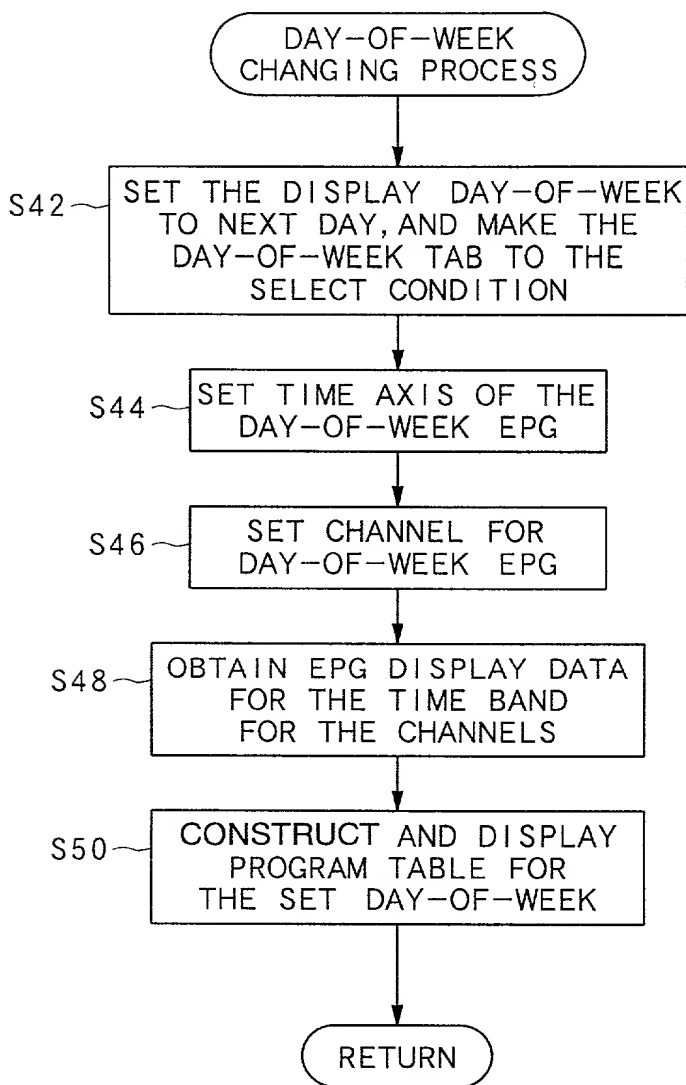 DAY-OF-WEEK
CHANGING PROCESS
S42
SET THE DISPLAY DAY-OF-WEEK
TO NEXT DAY, AND MAKE THE
DAY-OF-WEEK TAB TO THE
SELECT CONDITION
S44
SET TIME AXIS OF THE
DAY-OF-WEEK EPG
S46
SET CHANNEL FOR
DAY-OF-WEEK EPG
S48
OBTAIN EPG DISPLAY DATA
FOR THE TIME BAND
FOR THE CHANNELS
S50
CONSTRUCT AND DISPLAY
PROGRAM TABLE FOR
THE SET DAY-OF-WEEK
RETURN